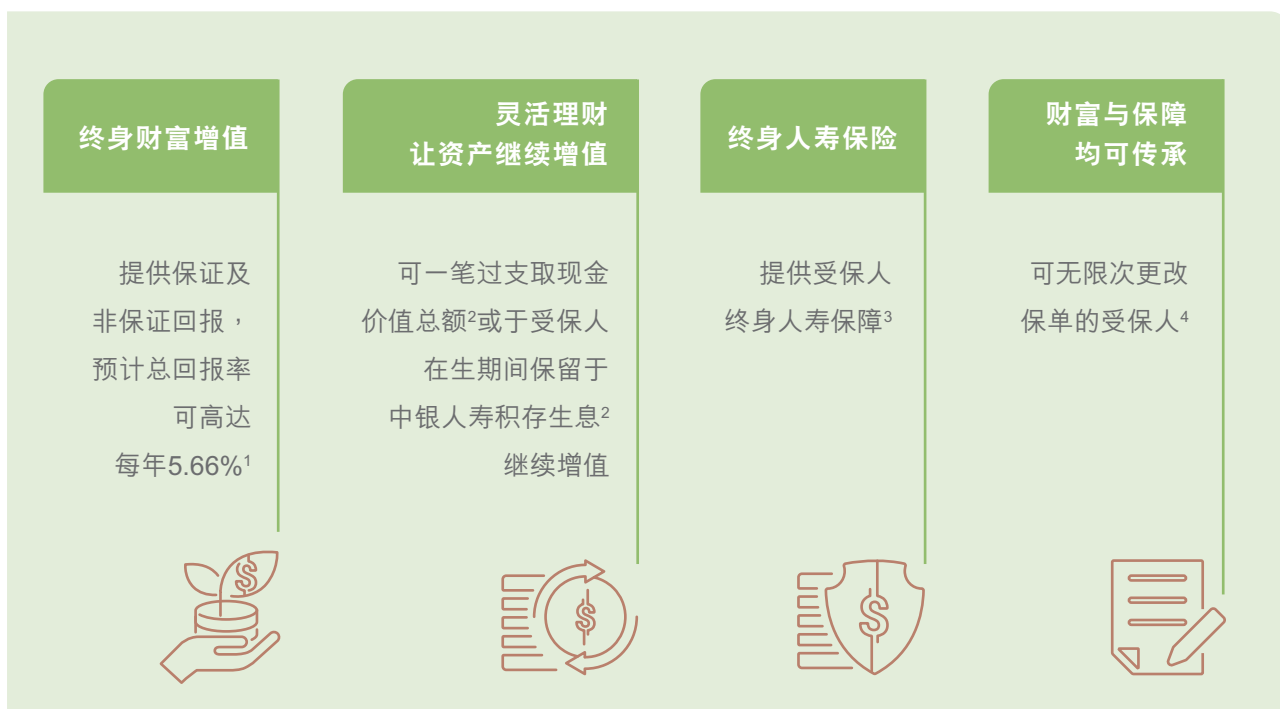 终身财富增值
提供保证及
非保证回报，
预计总回报率
可高达
每年5.66%¹
灵活理财
让资产继续增值
可一笔过支取现金
价值总额²或于受保人
在生期间保留于
中银人寿积存生息²
继续增值
终身人寿保险
提供受保人
终身人寿保障³
财富与保障
均可传承
可无限次更改
保单的受保人⁴